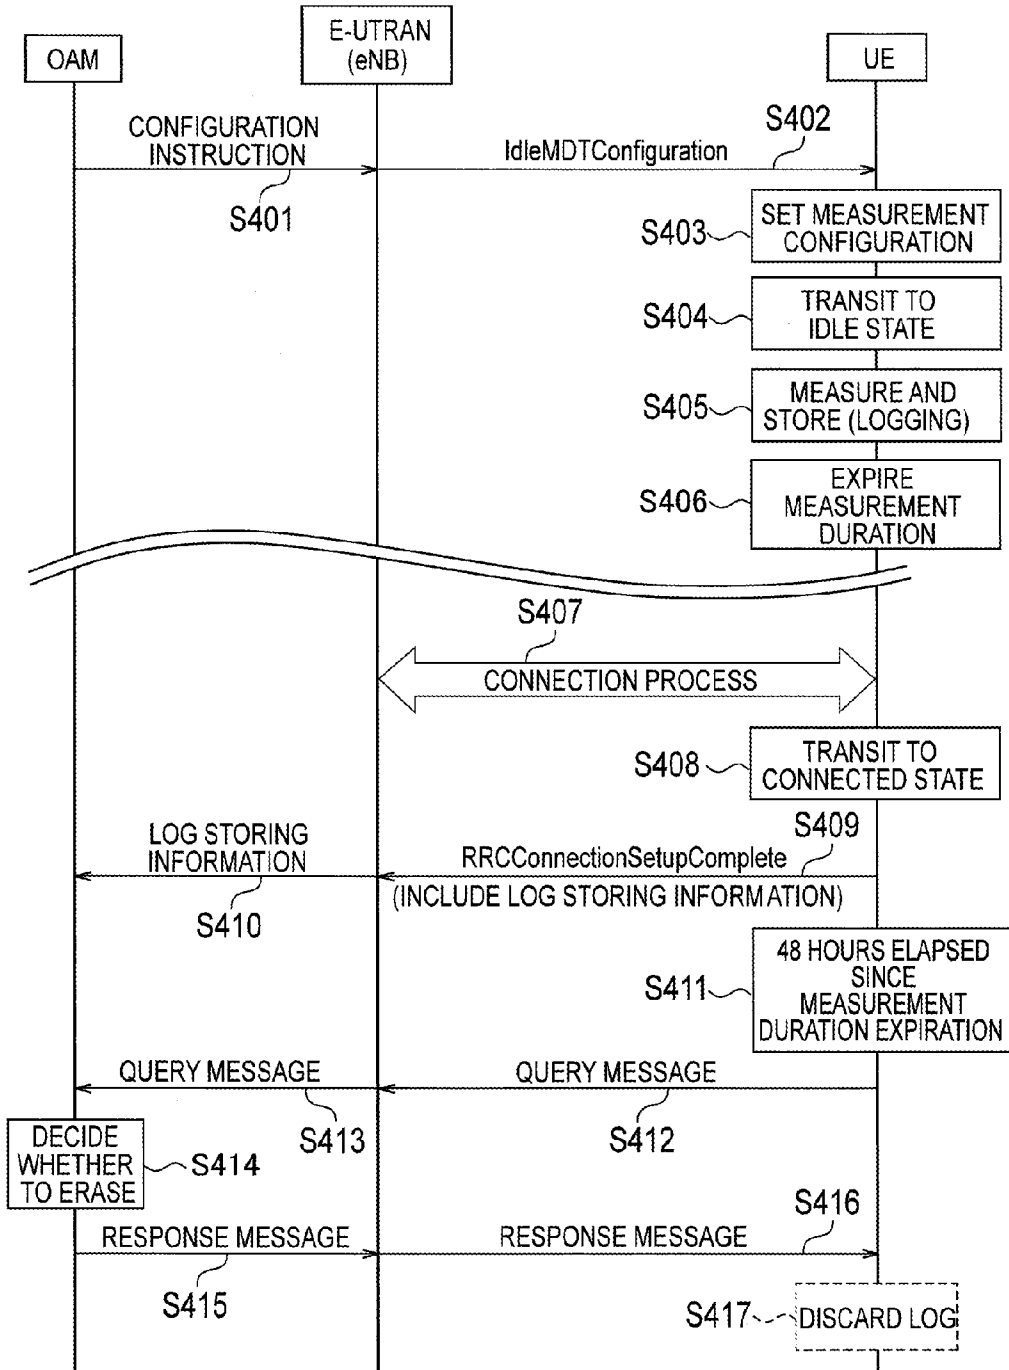 OAM
E-UTRAN
(eNB)
UE
CONFIGURATION
INSTRUCTION
S401
IdleMDTConfiguration
S402
SET MEASUREMENT
CONFIGURATION
S403
TRANSIT TO
IDLE STATE
S404
MEASURE AND
STORE (LOGGING)
S405
EXPIRE
MEASUREMENT
DURATION
S406
S407
CONNECTION PROCESS
TRANSIT TO
CONNECTED STATE
S408
S409
LOG STORING
INFORMATION
S410
RRCConnectionSetupComplete
(INCLUDE LOG STORING INFORMATION)
48 HOURS ELAPSED
SINCE
MEASUREMENT
DURATION EXPIRATION
S411
QUERY MESSAGE
S413
QUERY MESSAGE
S412
DECIDE
WHETHER
TO ERASE
S414
RESPONSE MESSAGE
S415
RESPONSE MESSAGE
S416
S417
DISCARD LOG